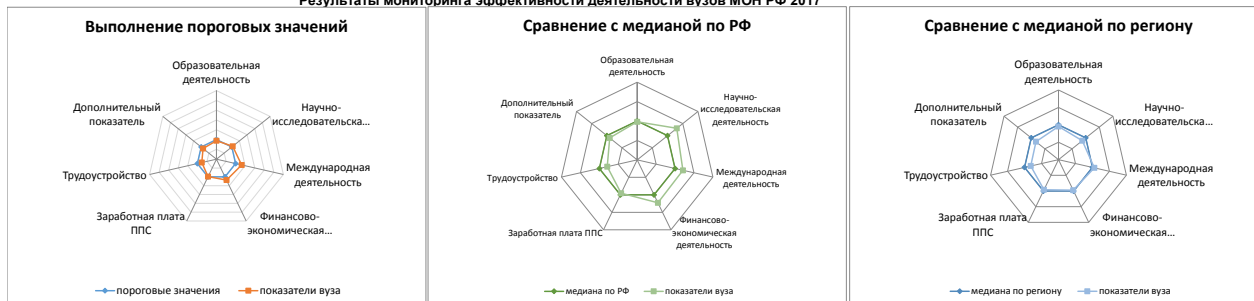 Результаты мониторинга эффективности деятельности вузов МОН РФ 2017
Выполнение пороговых значений
Образовательная
деятельность
Научно-
исследовательска...
Международная
деятельность
Финансово-
экономическая...
Заработная плата
ППС
Трудоустройство
Дополнительный
показатель
пороговые значения
показатели вуза
Сравнение с медианой по РФ
Образовательная
деятельность
Научно-
исследовательская
деятельность
Международная
деятельность
Финансово-
экономическая
деятельность
Заработная плата ППС
Трудоустройство
Дополнительный
показатель
медиана по РФ
показатели вуза
Сравнение с медианой по региону
Образовательная
деятельность
Научно-
исследовательска...
Международная
деятельность
Финансово-
экономическая...
Заработная плата
ППС
Трудоустройство
Дополнительный
показатель
медиана по региону
показатели вуза